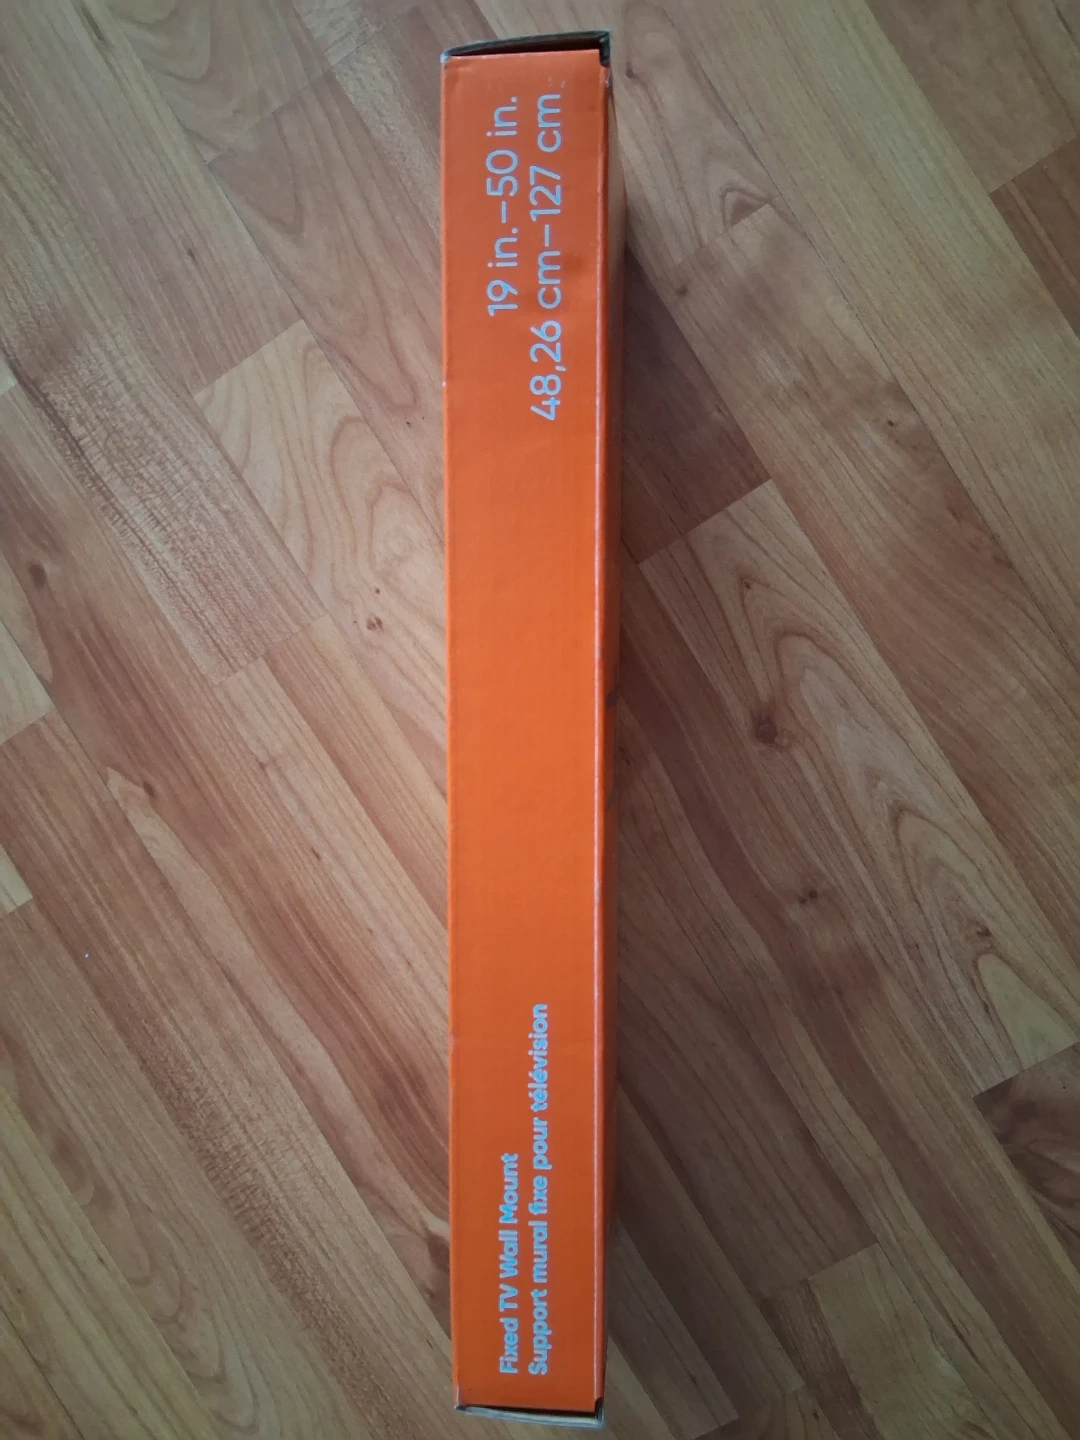 Fixed TV Wall Mount
Support mural fixe pour télévision
19 in.–50 in.
48,26 cm–127 cm